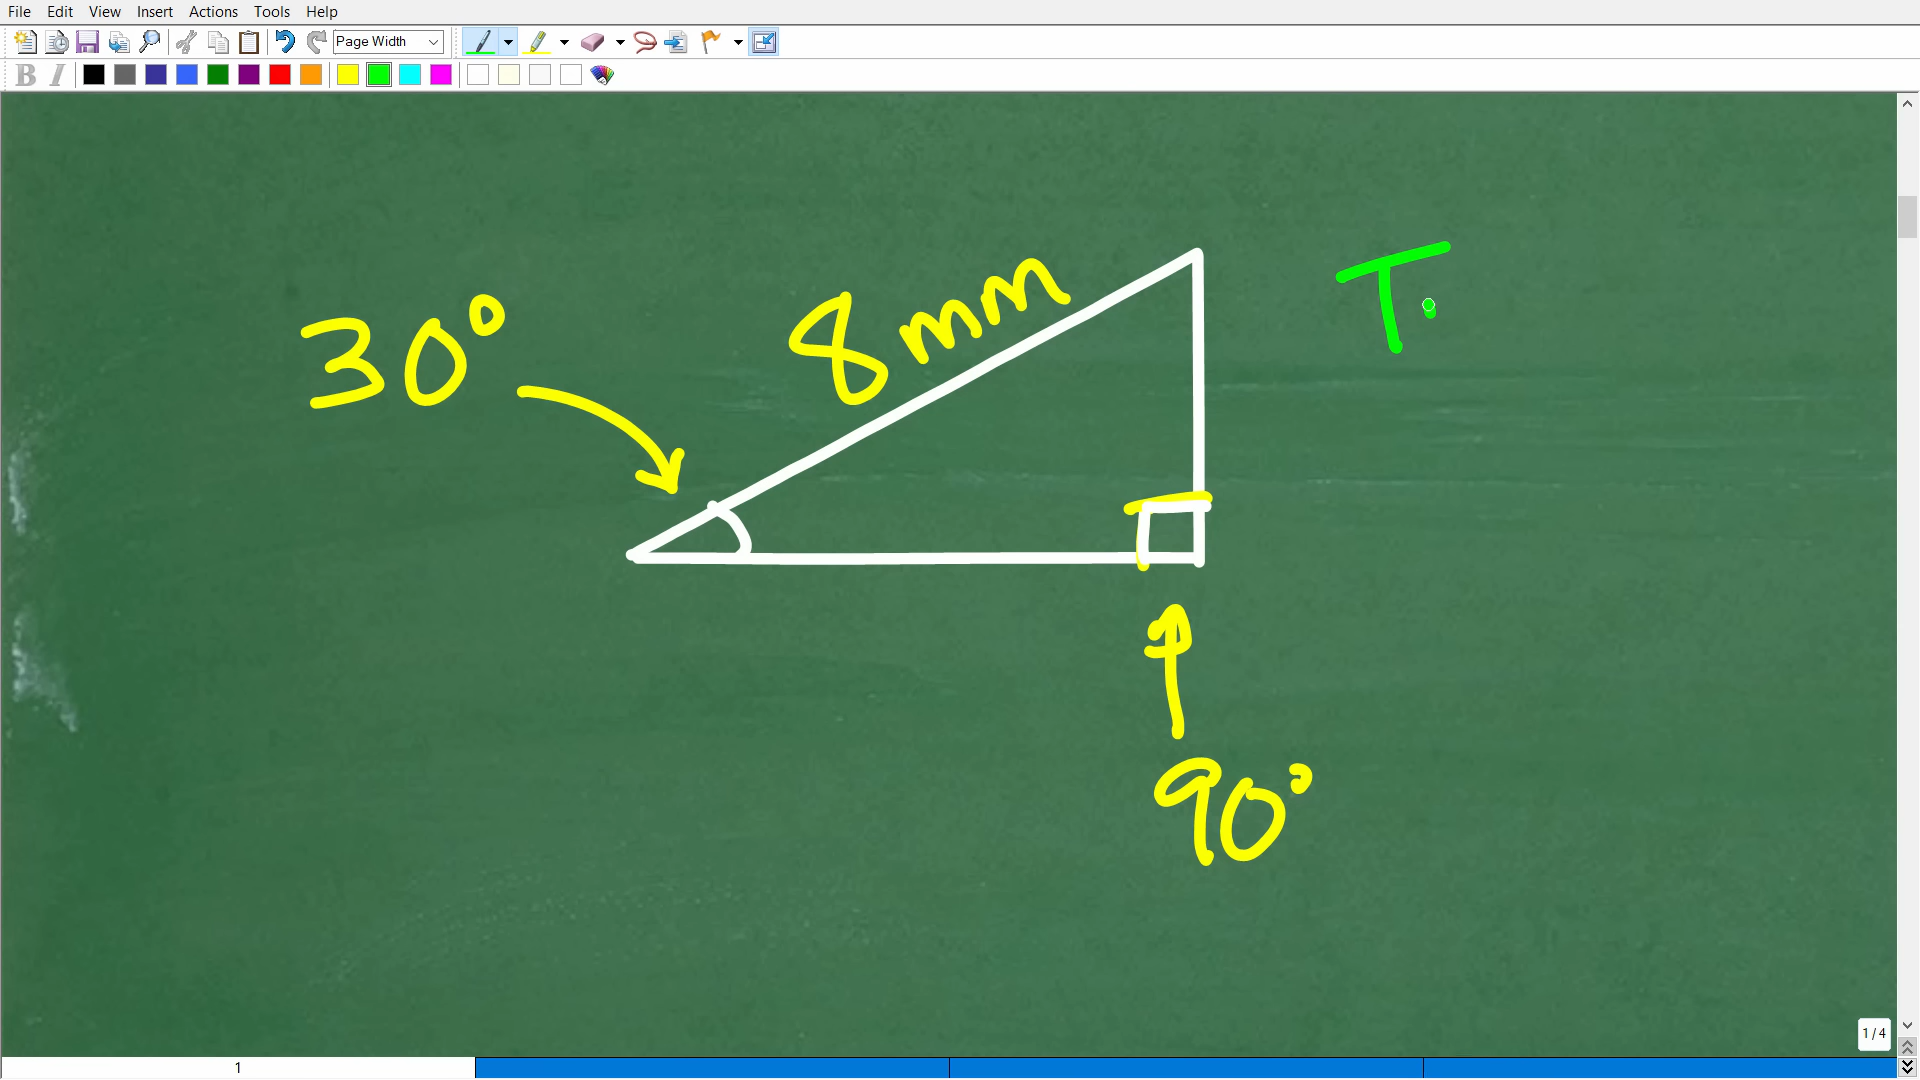 File Edit View Insert Actions Tools Help
Page Width
B I
30°
8mm
T
90°
1 / 4
1